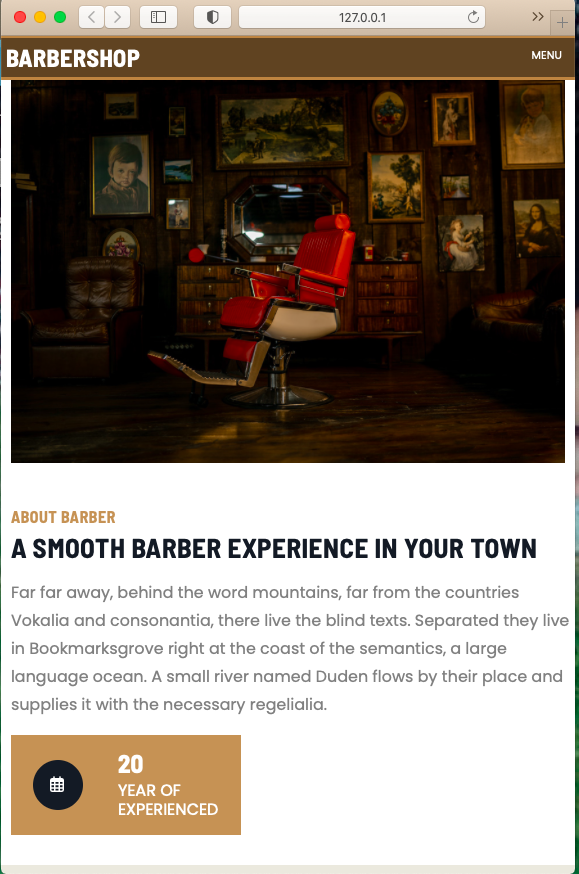 127.0.0.1
BARBERSHOP
MENU
ABOUT BARBER
A SMOOTH BARBER EXPERIENCE IN YOUR TOWN
Far far away, behind the word mountains, far from the countries
Vokalia and consonantia, there live the blind texts. Separated they live
in Bookmarksgrove right at the coast of the semantics, a large
language ocean. A small river named Duden flows by their place and
supplies it with the necessary regelialia.
20
YEAR OF
EXPERIENCED